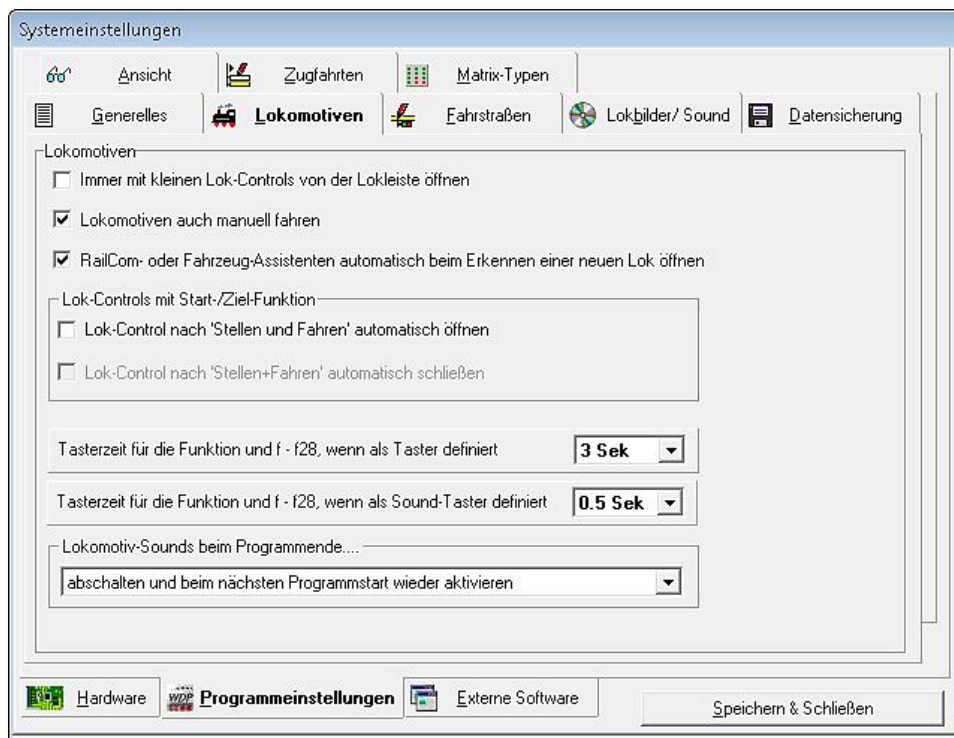 Systemeinstellungen
Ansicht
Zugfahrten
Matrix-Typen
Generelles
Lokomotiven
Fahrstraßen
Lokbilder/ Sound
Datensicherung
Lokomotiven
Immer mit kleinen Lok-Controls von der Lokleiste öffnen
Lokomotiven auch manuell fahren
RailCom- oder Fahrzeug-Assistenten automatisch beim Erkennen einer neuen Lok öffnen
Lok-Controls mit Start-/Ziel-Funktion
Lok-Control nach 'Stellen und Fahren' automatisch öffnen
Lok-Control nach 'Stellen+Fahren' automatisch schließen
Tasterzeit für die Funktion und f - f28, wenn als Taster definiert
3 Sek
Tasterzeit für die Funktion und f - f28, wenn als Sound-Taster definiert
0.5 Sek
Lokomotiv-Sounds beim Programmende....
abschalten und beim nächsten Programmstart wieder aktivieren
Hardware
WDP
Programmeinstellungen
Externe Software
Speichern & Schließen